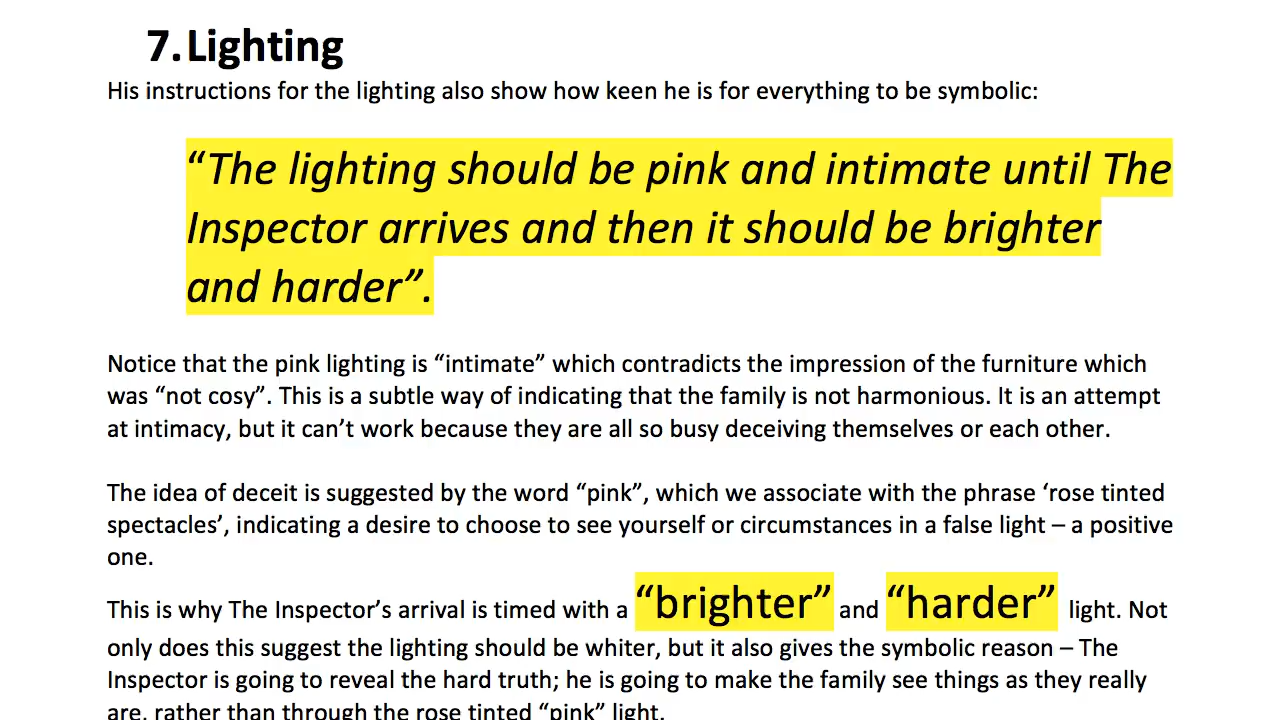 7. Lighting
His instructions for the lighting also show how keen he is for everything to be symbolic:
“The lighting should be pink and intimate until The
Inspector arrives and then it should be brighter
and harder”.
Notice that the pink lighting is “intimate” which contradicts the impression of the furniture which
was “not cosy”. This is a subtle way of indicating that the family is not harmonious. It is an attempt
at intimacy, but it can’t work because they are all so busy deceiving themselves or each other.
The idea of deceit is suggested by the word “pink”, which we associate with the phrase ‘rose tinted
spectacles’, indicating a desire to choose to see yourself or circumstances in a false light – a positive
one.
This is why The Inspector’s arrival is timed with a “brighter” and “harder” light. Not
only does this suggest the lighting should be whiter, but it also gives the symbolic reason – The
Inspector is going to reveal the hard truth; he is going to make the family see things as they really
are, rather than through the rose tinted “pink” light.